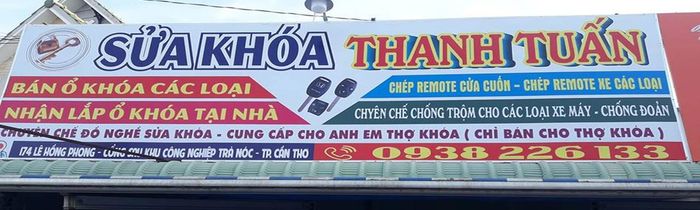 SỬA KHÓA THANH TUẤN
BÁN Ổ KHÓA CÁC LOẠI
CHÉP REMOTE CỬA CUỐN - CHÉP REMOTE XE CÁC LOẠI
NHẬN LẮP Ổ KHÓA TẠI NHÀ
CHYÊN CHẾ CHỐNG TRỘM CHO CÁC LOẠI XE MÁY - CHỐNG ĐOẢN
CHUYÊN CHẾ ĐỒ NGHỀ SỬA KHÓA - CUNG CẤP CHO ANH EM THỢ KHÓA ( CHỈ BÁN CHO THỢ KHÓA )
174 LÊ HỒNG PHONG - CỔNG SAU KHU CÔNG NGHIỆP TRÀ NÓC - TP. CẦN THƠ
0938 226 133